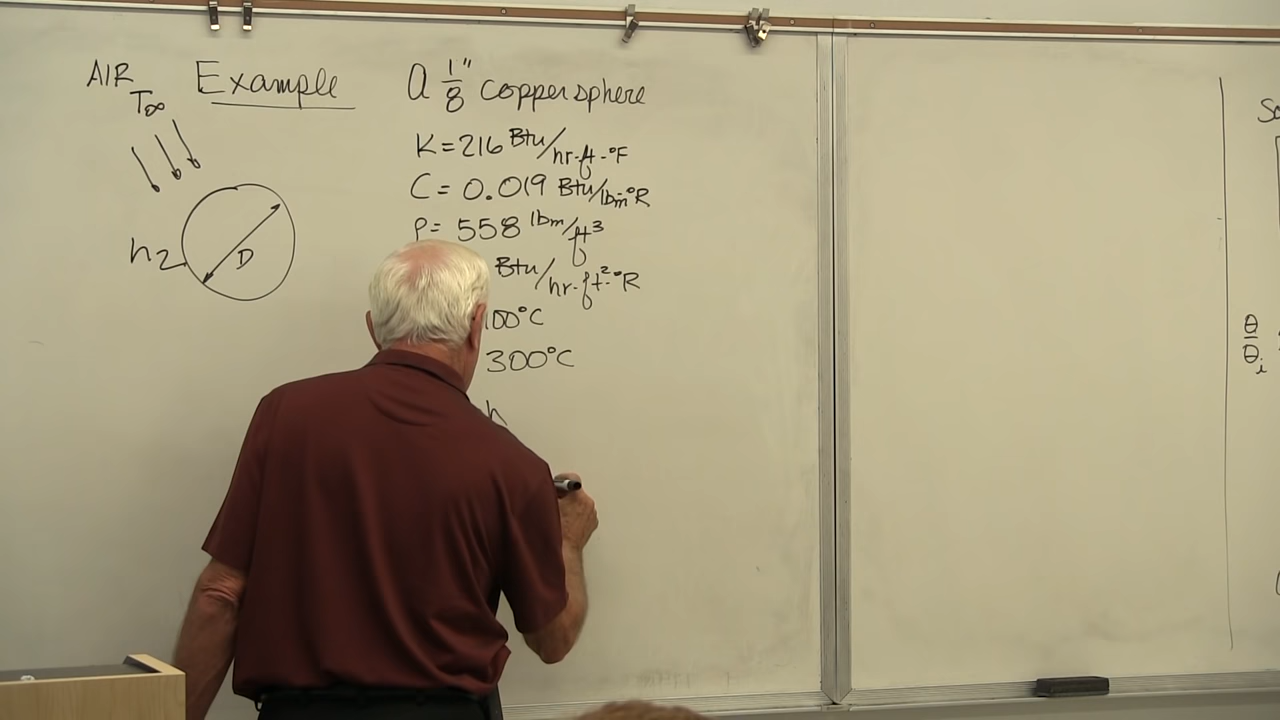 AIR
T∞
h2
D
Example
a 1/8" copper sphere
K = 216 Btu/hr-ft-°F
C = 0.019 Btu/lbm°R
ρ = 558 lbm/ft³
Btu/hr-ft²-°R
100°C
300°C
h
θ/θi